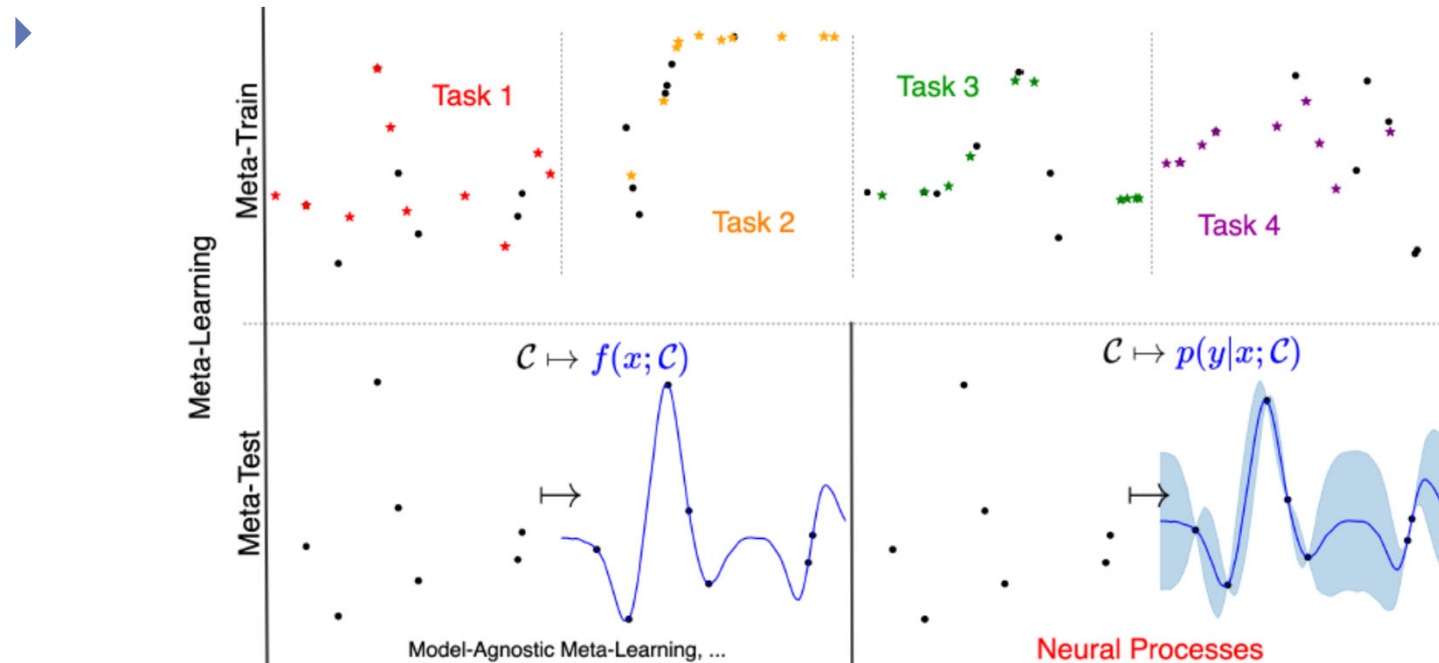 Meta-Learning
Meta-Train
Task 1
Task 2
Task 3
Task 4
Meta-Test
𝒞 ↦ f(x; 𝒞)
↦
Model-Agnostic Meta-Learning, ...
𝒞 ↦ p(y|x; 𝒞)
↦
Neural Processes